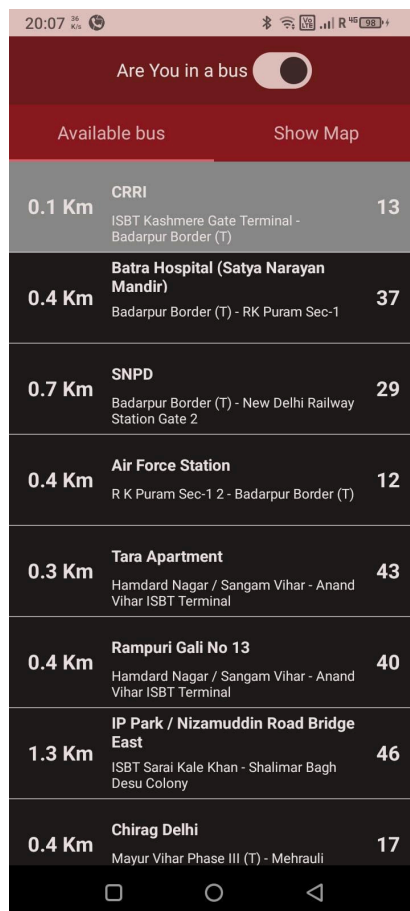 20:07 36 K/s Vo LTE R 4G 98
Are You in a bus
Available bus
Show Map
0.1 Km
CRRI
ISBT Kashmere Gate Terminal -
Badarpur Border (T)
13
0.4 Km
Batra Hospital (Satya Narayan
Mandir)
Badarpur Border (T) - RK Puram Sec-1
37
0.7 Km
SNPD
Badarpur Border (T) - New Delhi Railway
Station Gate 2
29
0.4 Km
Air Force Station
R K Puram Sec-1 2 - Badarpur Border (T)
12
0.3 Km
Tara Apartment
Hamdard Nagar / Sangam Vihar - Anand
Vihar ISBT Terminal
43
0.4 Km
Rampuri Gali No 13
Hamdard Nagar / Sangam Vihar - Anand
Vihar ISBT Terminal
40
1.3 Km
IP Park / Nizamuddin Road Bridge
East
ISBT Sarai Kale Khan - Shalimar Bagh
Desu Colony
46
0.4 Km
Chirag Delhi
Mayur Vihar Phase III (T) - Mehrauli
17